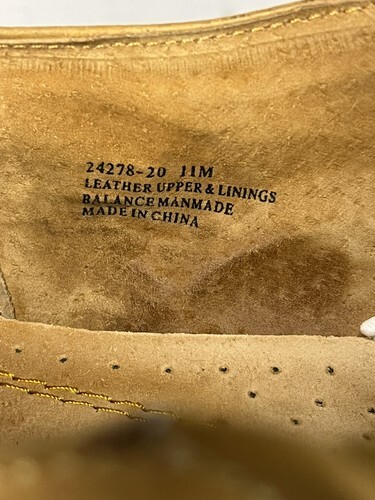 24278-20 11M
LEATHER UPPER & LININGS
BALANCE MANMADE
MADE IN CHINA